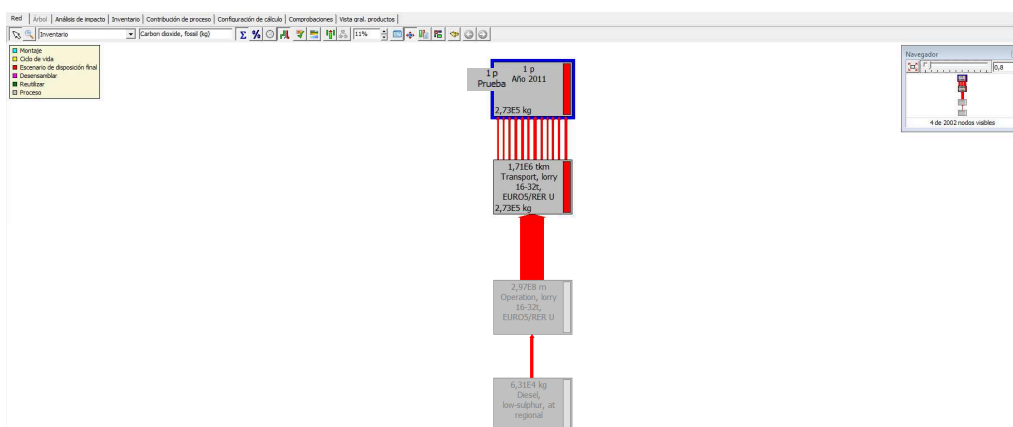 Red Árbol Análisis de impacto Inventario Contribución de proceso Configuración de cálculo Comprobaciones Vista gral. productos
Inventario Carbon dioxide, fossil (kg) Σ % 11%
Montaje
Ciclo de vida
Escenario de disposición final
Desensamblar
Reutilizar
Proceso
Navegador
0,8
4 de 2002 nodos visibles
1 p
Prueba
1 p
Año 2011
2,73E5 kg
1,71E6 tkm
Transport, lorry
16-32t,
EURO5/RER U
2,73E5 kg
2,97E8 m
Operation, lorry
16-32t,
EURO5/RER U
6,31E4 kg
Diesel,
low-sulphur, at
regional